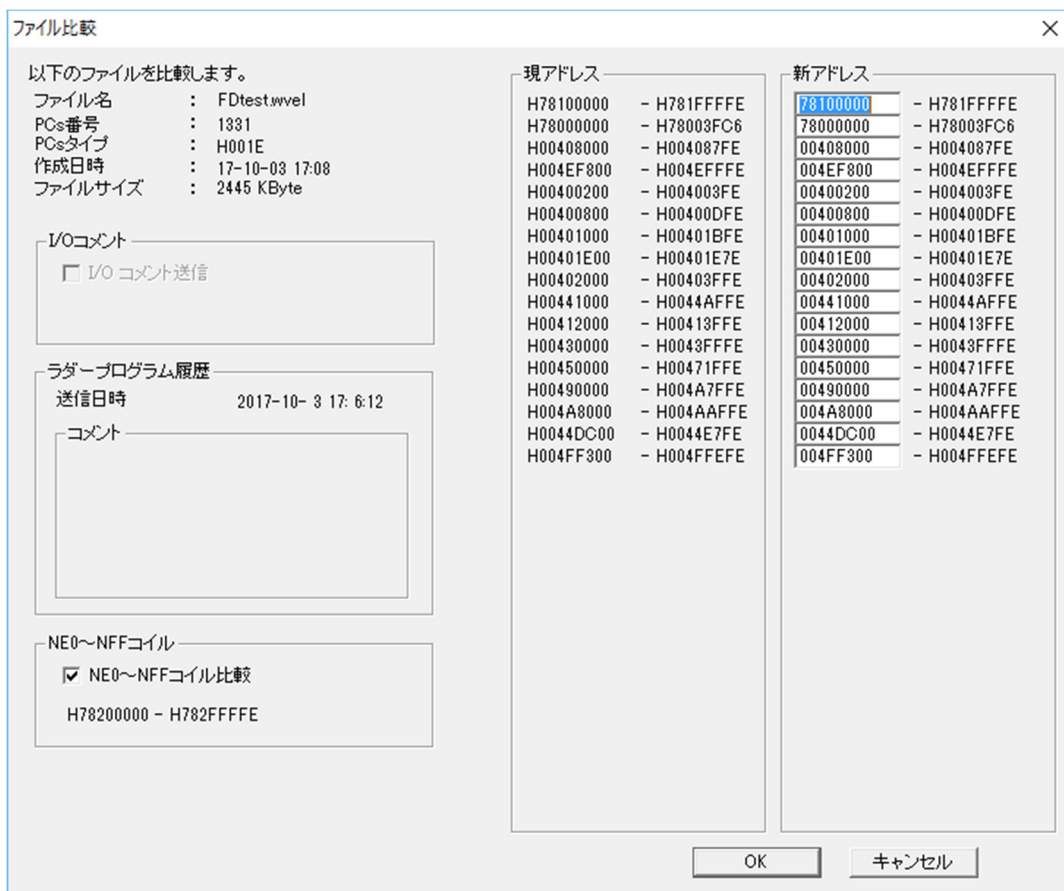 ファイル比較
以下のファイルを比較します。
ファイル名 : FDtest.wvel
PCs番号 : 1331
PCsタイプ : H001E
作成日時 : 17-10-03 17:08
ファイルサイズ : 2445 KByte
I/Oコメント
I/O コメント送信
ラダープログラム履歴
送信日時 2017-10- 3 17: 6:12
コメント
NE0～NFFコイル
NE0～NFFコイル比較
H78200000 - H782FFFFE
現アドレス
H78100000 - H781FFFFE
H78000000 - H78003FC6
H00408000 - H004087FE
H004EF800 - H004EFFFE
H00400200 - H004003FE
H00400800 - H00400DFE
H00401000 - H00401BFE
H00401E00 - H00401E7E
H00402000 - H00403FFE
H00441000 - H0044AFFE
H00412000 - H00413FFE
H00430000 - H0043FFFE
H00450000 - H00471FFE
H00490000 - H004A7FFE
H004A8000 - H004AAFFE
H0044DC00 - H0044E7FE
H004FF300 - H004FFEFE
新アドレス
78100000 - H781FFFFE
78000000 - H78003FC6
00408000 - H004087FE
004EF800 - H004EFFFE
00400200 - H004003FE
00400800 - H00400DFE
00401000 - H00401BFE
00401E00 - H00401E7E
00402000 - H00403FFE
00441000 - H0044AFFE
00412000 - H00413FFE
00430000 - H0043FFFE
00450000 - H00471FFE
00490000 - H004A7FFE
004A8000 - H004AAFFE
0044DC00 - H0044E7FE
004FF300 - H004FFEFE
OK
キャンセル